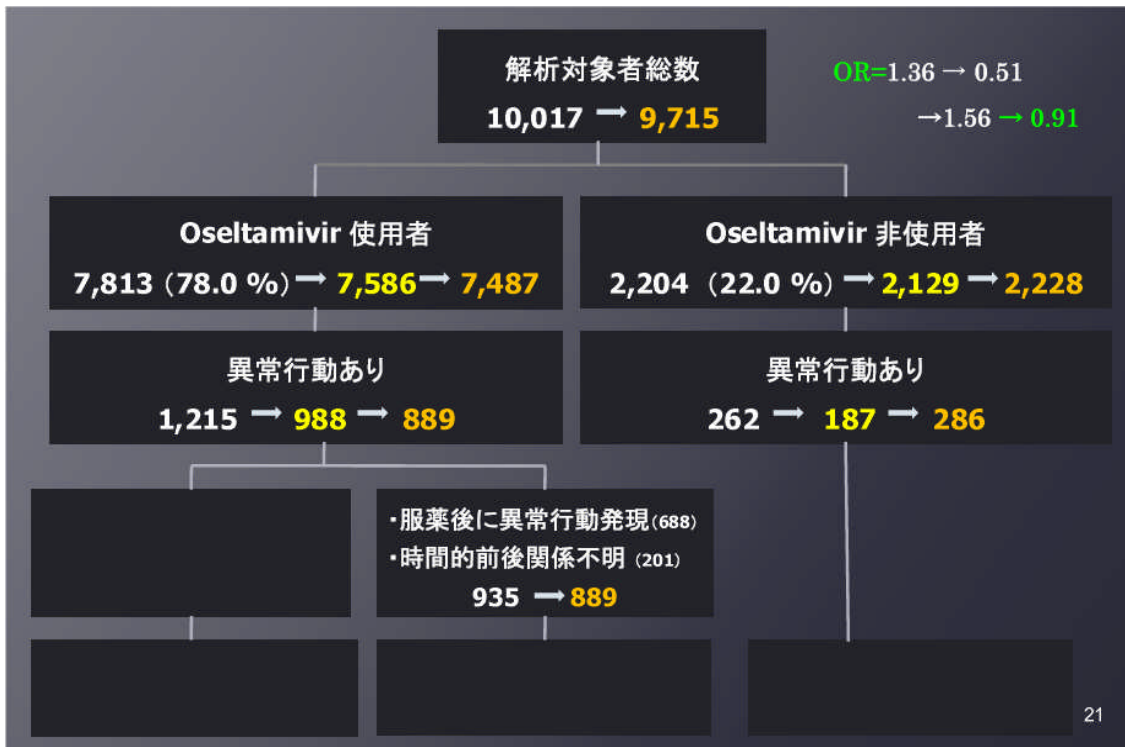 解析対象者総数
10,017 → 9,715
OR=1.36 → 0.51
→1.56 → 0.91
Oseltamivir 使用者
7,813 (78.0 %) → 7,586 → 7,487
Oseltamivir 非使用者
2,204 (22.0 %) → 2,129 → 2,228
異常行動あり
1,215 → 988 → 889
異常行動あり
262 → 187 → 286
・服薬後に異常行動発現(688)
・時間的前後関係不明 (201)
935 → 889
21